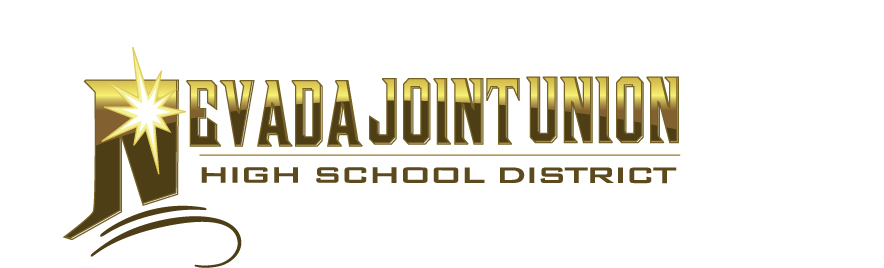 NEVADA JOINT UNION
HIGH SCHOOL DISTRICT